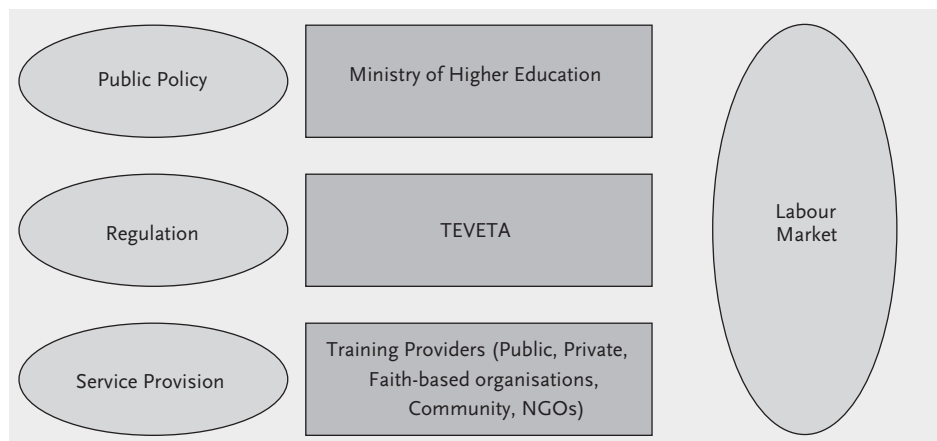 Public Policy
Ministry of Higher Education
Regulation
TEVETA
Service Provision
Training Providers (Public, Private,
Faith-based organisations,
Community, NGOs)
Labour
Market